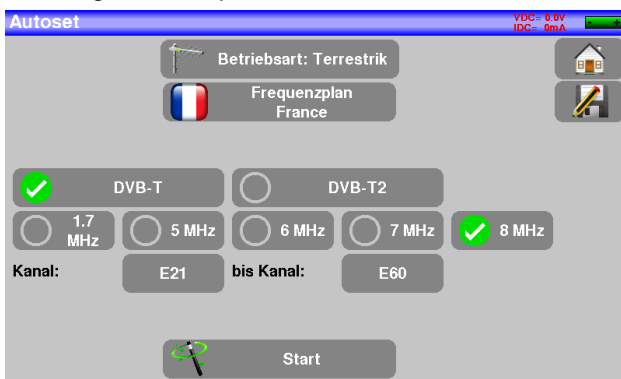 Autoset
VDC= 0.0V
IDC= 0mA
- +
Betriebsart: Terrestrik
Frequenzplan
France
DVB-T
DVB-T2
1.7
MHz
5 MHz
6 MHz
7 MHz
8 MHz
Kanal:
E21
bis Kanal:
E60
Start